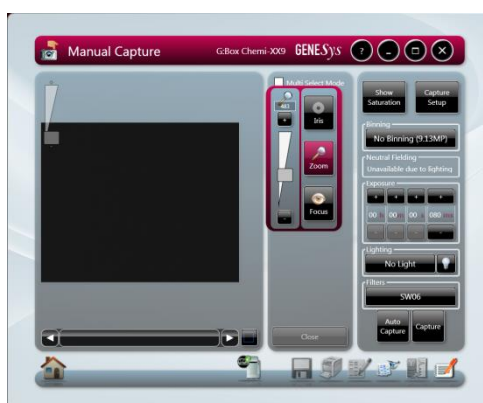 Manual Capture
G:Box Chemi-XX9 GENESys
Multi Select Mode
Iris
Zoom
Focus
Close
Show Saturation
Capture Setup
Binning
No Binning (9.13MP)
Neutral Fielding
Unavailable due to lighting
Exposure
00 00 00 080
Lighting
No Light
Filters
SW06
Auto Capture
Capture